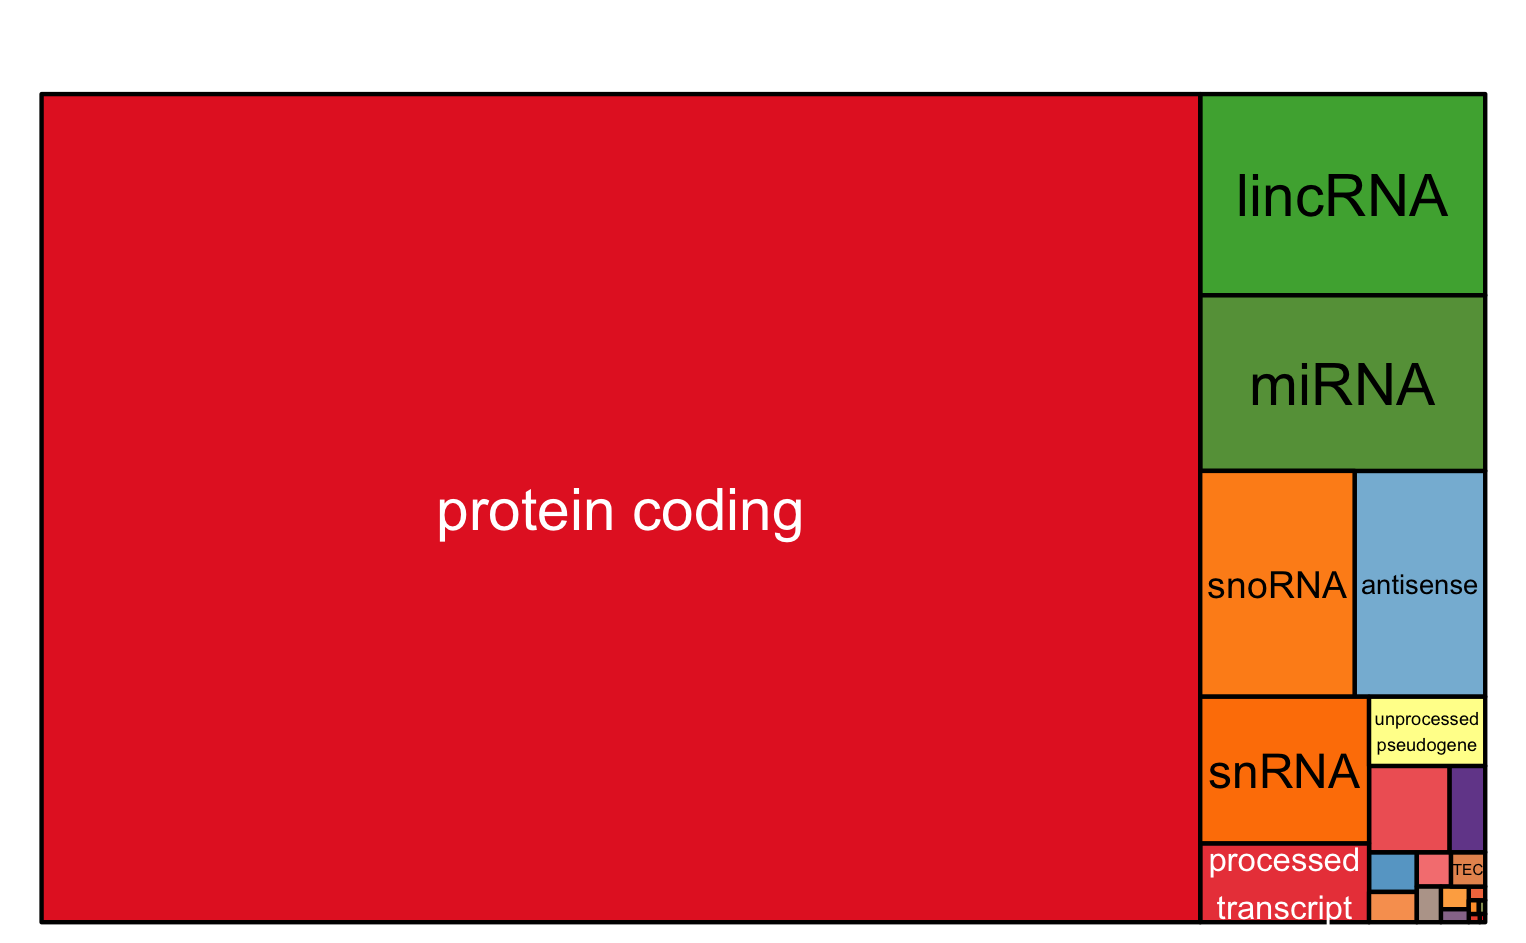 protein coding
lincRNA
miRNA
snoRNA
antisense
snRNA
unprocessed
pseudogene
processed
transcript
TEC